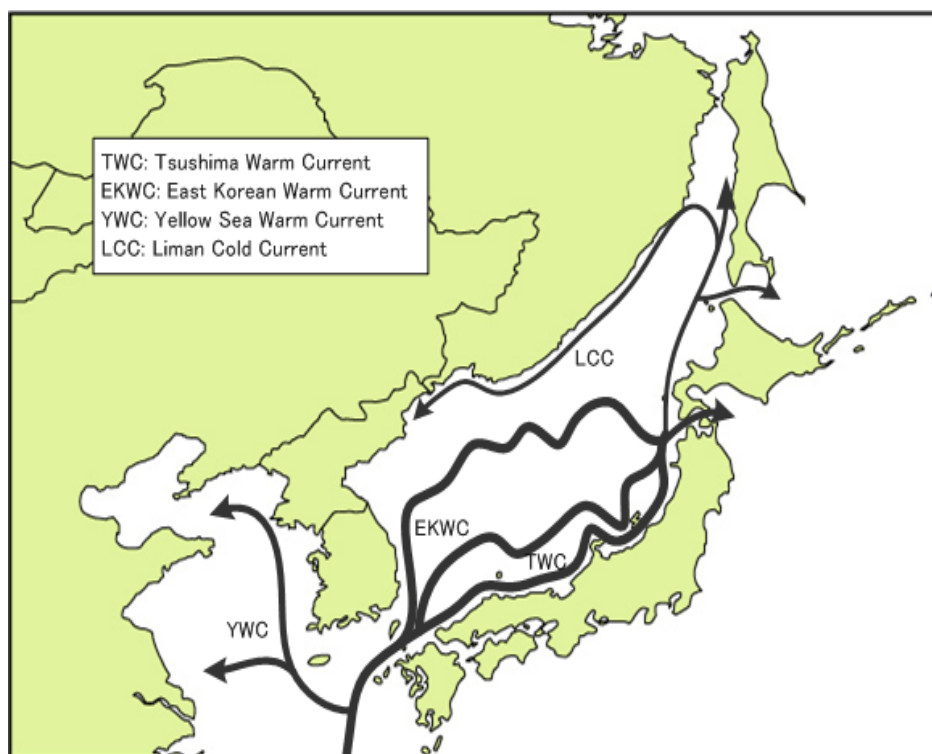 TWC: Tsushima Warm Current
EKWC: East Korean Warm Current
YWC: Yellow Sea Warm Current
LCC: Liman Cold Current
LCC
EKWC
TWC
YWC